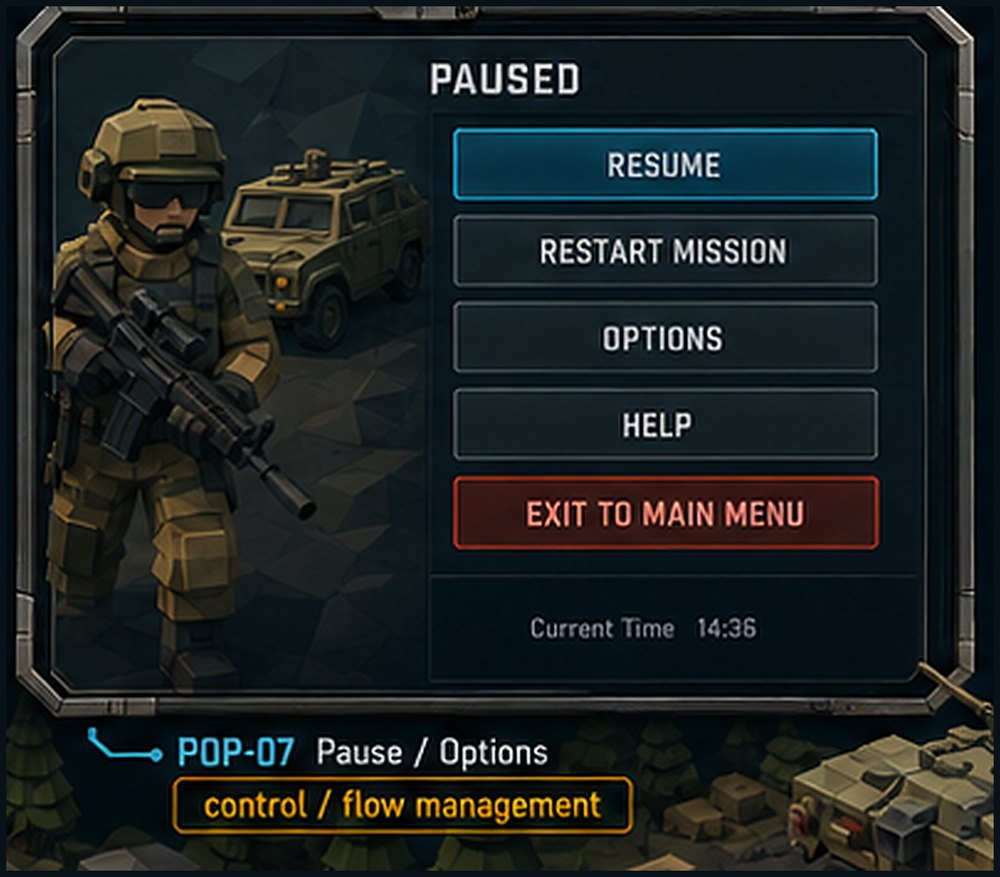 PAUSED
RESUME
RESTART MISSION
OPTIONS
HELP
EXIT TO MAIN MENU
Current Time 14:36
POP-07 Pause / Options
control / flow management